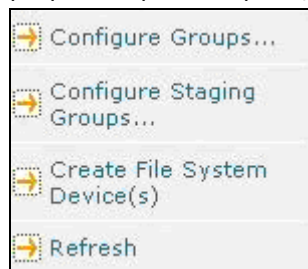 Configure Groups...
Configure Staging
Groups...
Create File System
Device(s)
Refresh